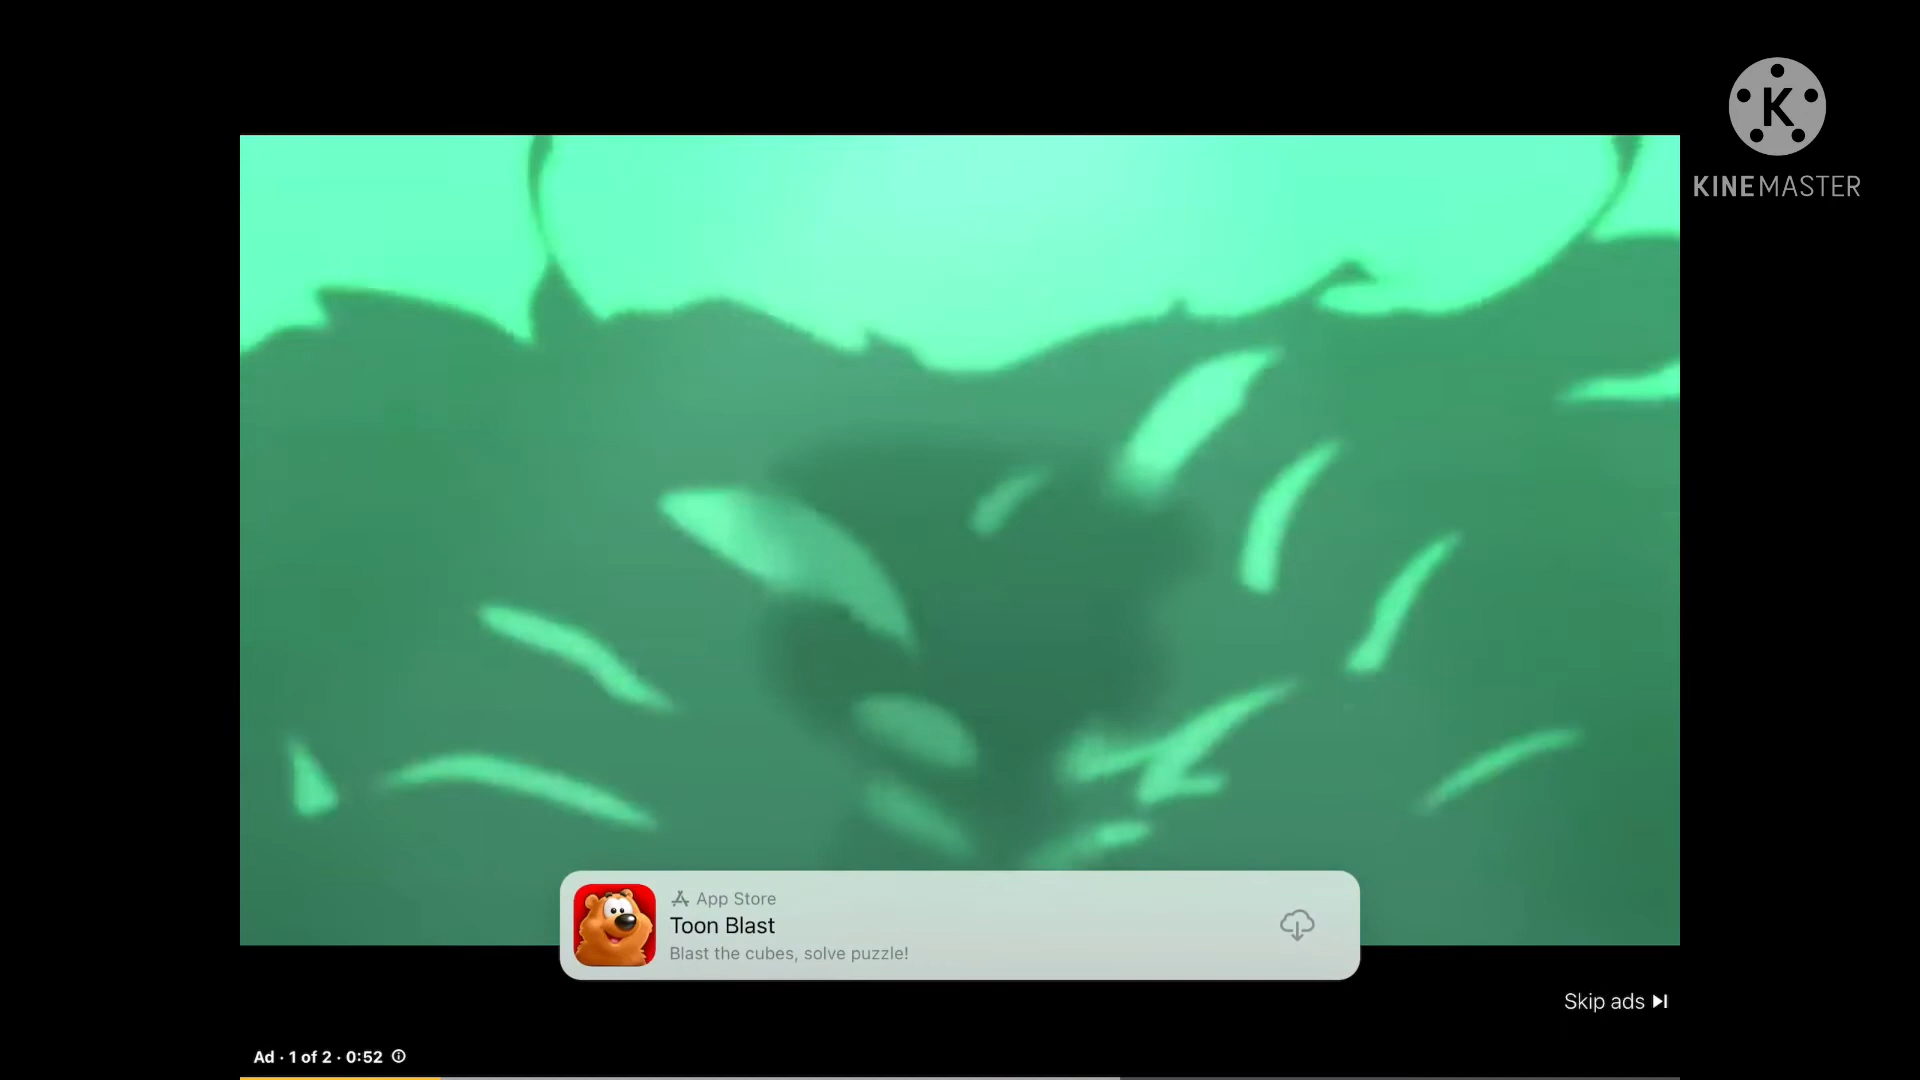 K
KINEMASTER
App Store
Toon Blast
Blast the cubes, solve puzzle!
Skip ads
Ad · 1 of 2 · 0:52